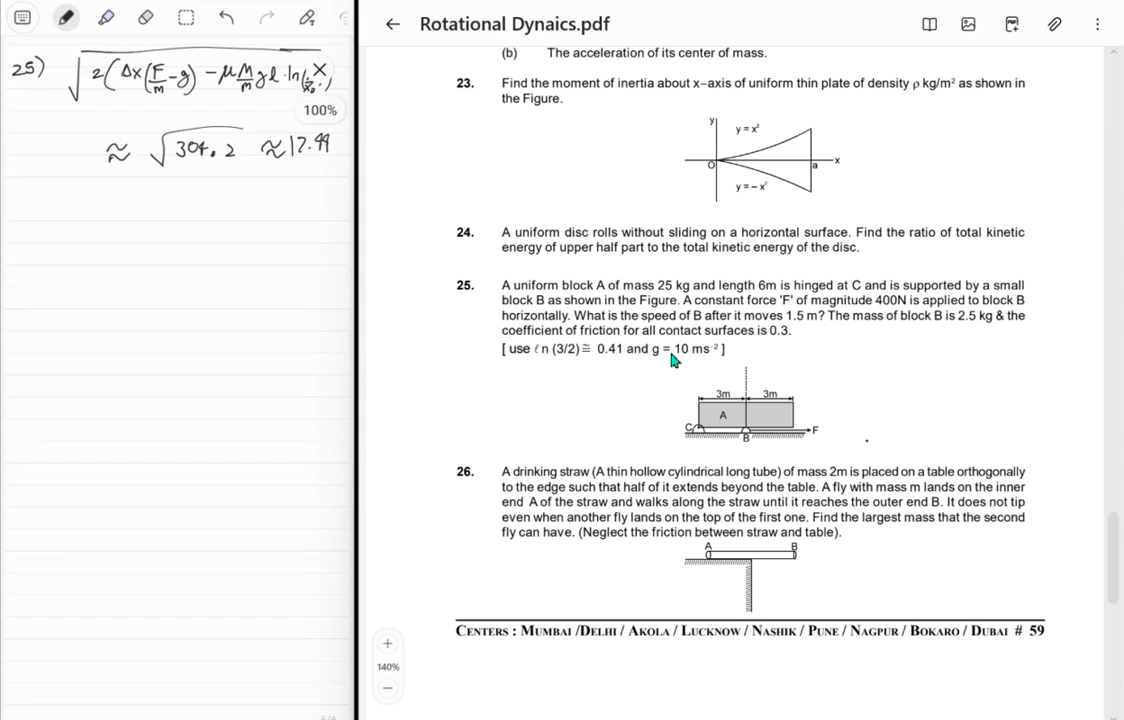 Rotational Dynaics.pdf
25) √2(Δx(F/m-g) -μM/m gl·ln(x/x₀))
100%
≈ √304.2 ≈17.44
(b) The acceleration of its center of mass.
23. Find the moment of inertia about x–axis of uniform thin plate of density ρ kg/m² as shown in
the Figure.
y
y = x²
O
a
x
y = – x²
24. A uniform disc rolls without sliding on a horizontal surface. Find the ratio of total kinetic
energy of upper half part to the total kinetic energy of the disc.
25. A uniform block A of mass 25 kg and length 6m is hinged at C and is supported by a small
block B as shown in the Figure. A constant force 'F' of magnitude 400N is applied to block B
horizontally. What is the speed of B after it moves 1.5 m? The mass of block B is 2.5 kg & the
coefficient of friction for all contact surfaces is 0.3.
[ use ℓn (3/2) ≅ 0.41 and g = 10 ms⁻² ]
3m 3m
A
C
B
F
26. A drinking straw (A thin hollow cylindrical long tube) of mass 2m is placed on a table orthogonally
to the edge such that half of it extends beyond the table. A fly with mass m lands on the inner
end A of the straw and walks along the straw until it reaches the outer end B. It does not tip
even when another fly lands on the top of the first one. Find the largest mass that the second
fly can have. (Neglect the friction between straw and table).
A B
CENTERS : MUMBAI /DELHI / AKOLA / LUCKNOW / NASHIK / PUNE / NAGPUR / BOKARO / DUBAI # 59
140%